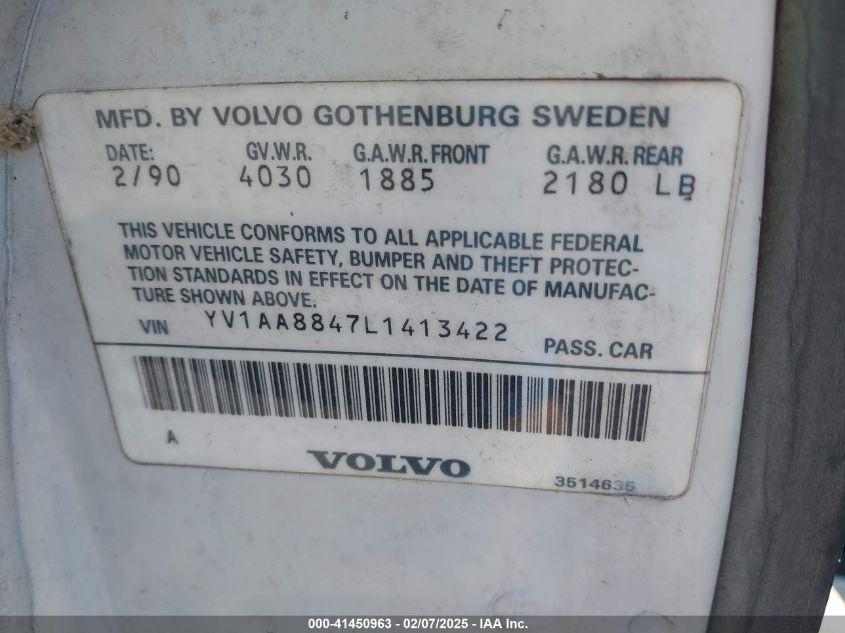 MFD. BY VOLVO GOTHENBURG SWEDEN
DATE: GV.W.R. G.A.W.R. FRONT G.A.W.R. REAR
2/90 4030 1885 2180 LB
THIS VEHICLE CONFORMS TO ALL APPLICABLE FEDERAL
MOTOR VEHICLE SAFETY, BUMPER AND THEFT PROTEC-
TION STANDARDS IN EFFECT ON THE DATE OF MANUFAC-
TURE SHOWN ABOVE.
VIN YV1AA8847L1413422 PASS. CAR
A
VOLVO
3514635
000-41450963 - 02/07/2025 - IAA Inc.